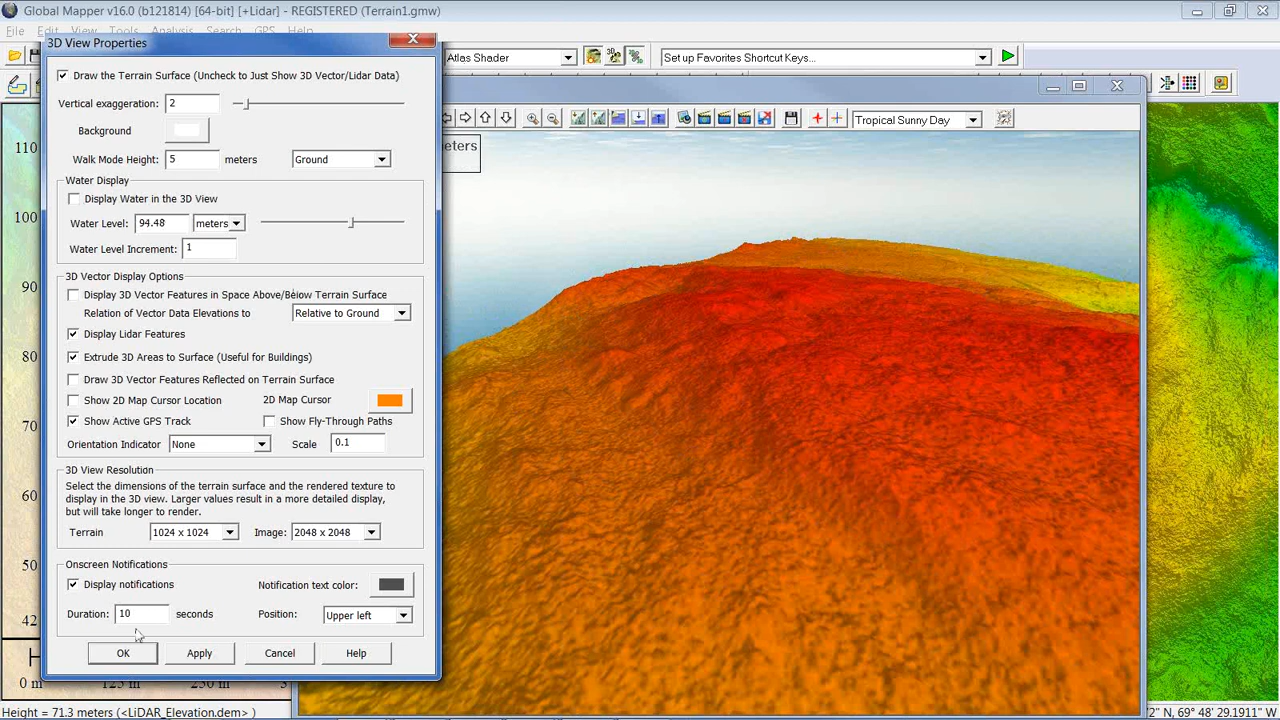 Global Mapper v16.0 (b121814) [64-bit] [+Lidar] - REGISTERED (Terrain1.gmw)
File Edit View Tools Analysis Search GPS Help
3D View Properties
Atlas Shader
Set up Favorites Shortcut Keys...
Draw the Terrain Surface (Uncheck to Just Show 3D Vector/Lidar Data)
Vertical exaggeration: 2
Background
Walk Mode Height: 5 meters Ground
Tropical Sunny Day
eters
Water Display
Display Water in the 3D View
Water Level: 94.48 meters
Water Level Increment: 1
3D Vector Display Options
Display 3D Vector Features in Space Above/Below Terrain Surface
Relation of Vector Data Elevations to Relative to Ground
Display Lidar Features
Extrude 3D Areas to Surface (Useful for Buildings)
Draw 3D Vector Features Reflected on Terrain Surface
Show 2D Map Cursor Location 2D Map Cursor
Show Active GPS Track Show Fly-Through Paths
Orientation Indicator None Scale 0.1
3D View Resolution
Select the dimensions of the terrain surface and the rendered texture to
display in the 3D view. Larger values result in a more detailed display,
but will take longer to render.
Terrain 1024 x 1024 Image: 2048 x 2048
Onscreen Notifications
Display notifications Notification text color:
Duration: 10 seconds Position: Upper left
OK Apply Cancel Help
110
100
90
80
70
60
50
42
0 m 125 m 250 m
Height = 71.3 meters (<LiDAR_Elevation.dem> )
2" N, 69° 48' 29.1911" W